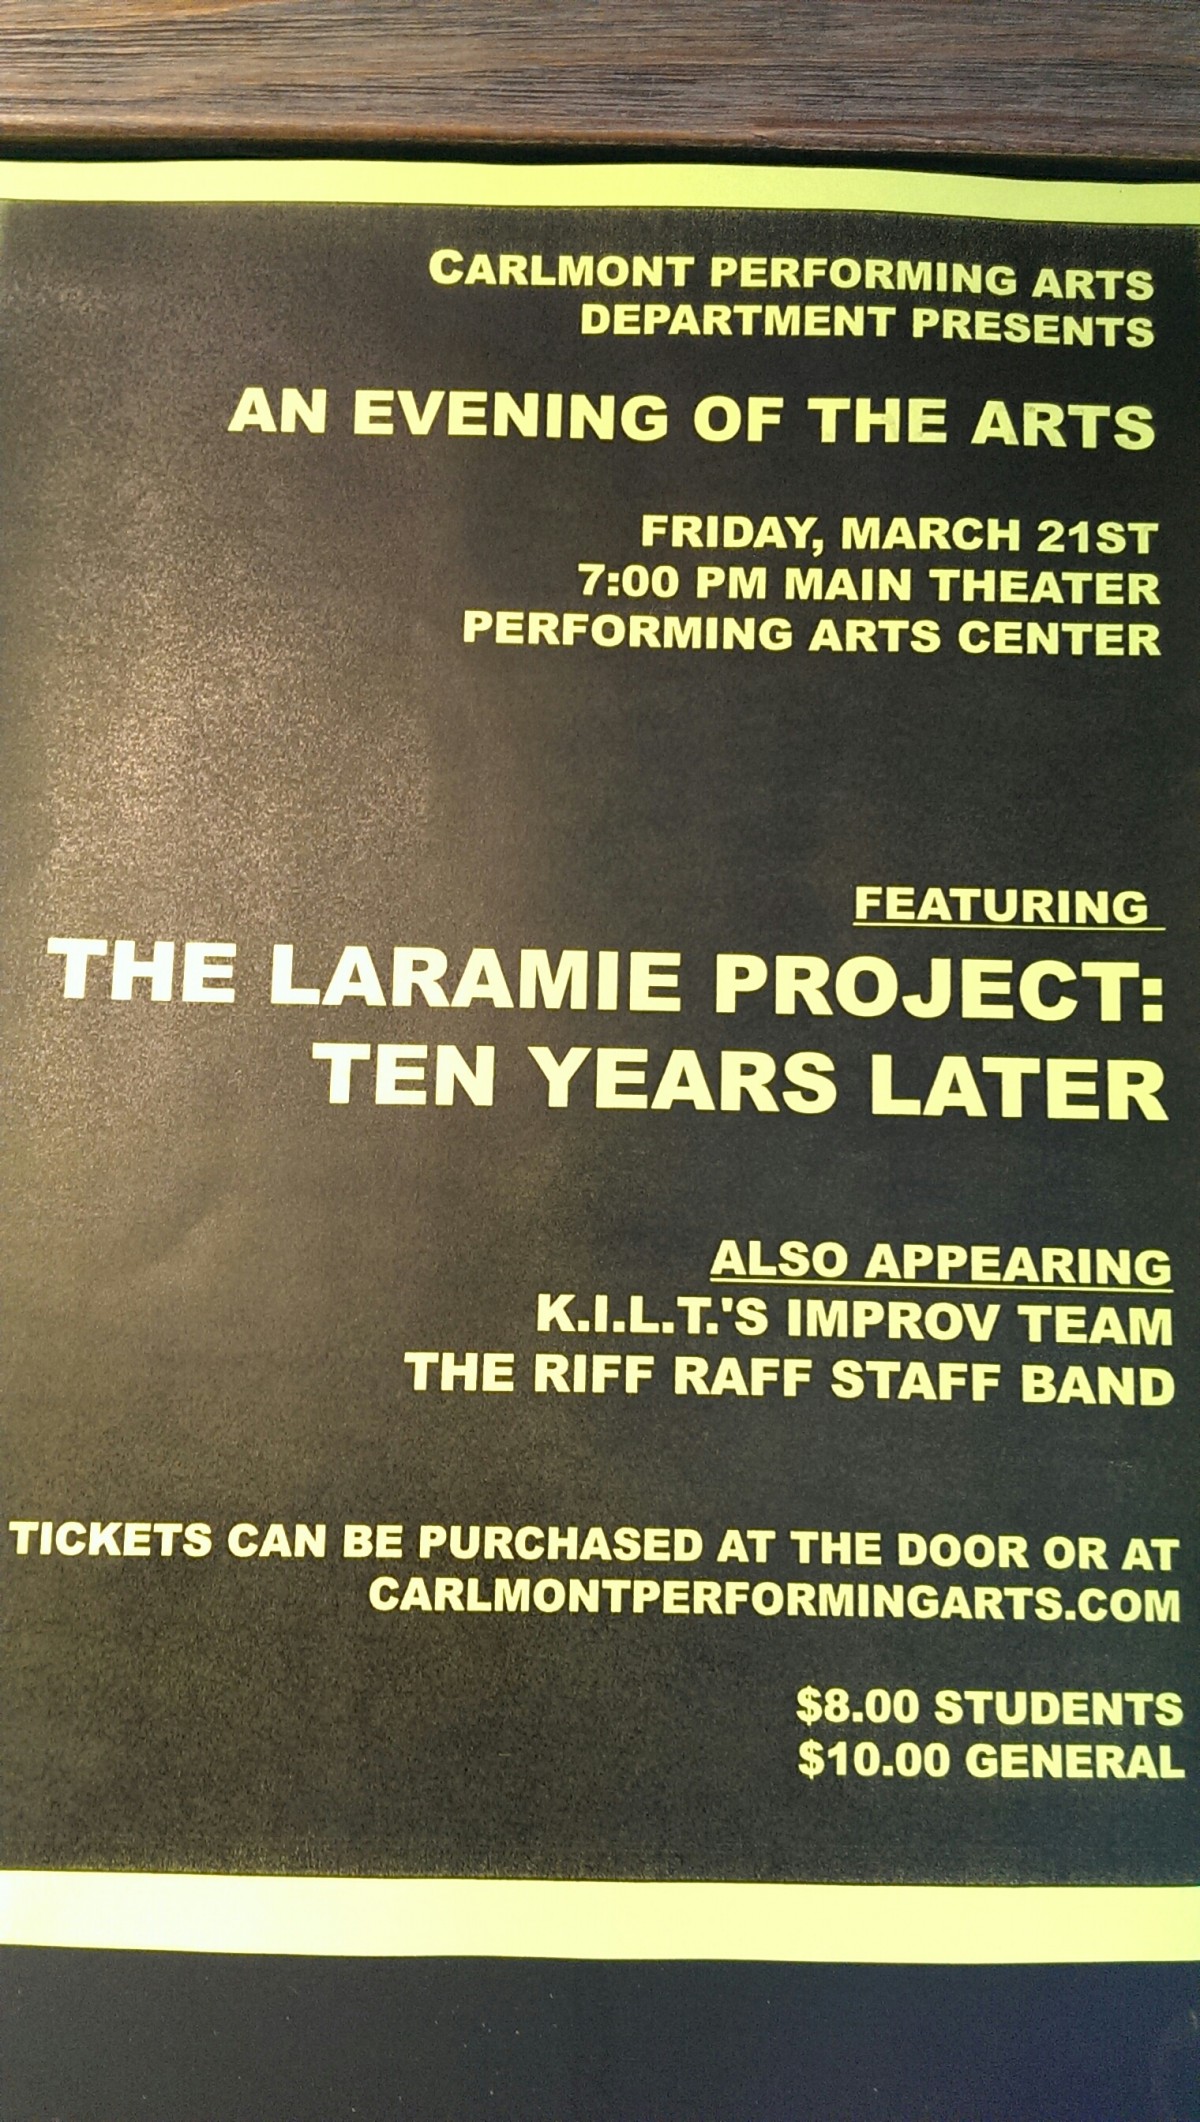 CARLMONT PERFORMING ARTS
DEPARTMENT PRESENTS
AN EVENING OF THE ARTS
FRIDAY, MARCH 21ST
7:00 PM MAIN THEATER
PERFORMING ARTS CENTER
FEATURING
THE LARAMIE PROJECT:
TEN YEARS LATER
ALSO APPEARING
K.I.L.T.'S IMPROV TEAM
THE RIFF RAFF STAFF BAND
TICKETS CAN BE PURCHASED AT THE DOOR OR AT
CARLMONTPERFORMINGARTS.COM
$8.00 STUDENTS
$10.00 GENERAL